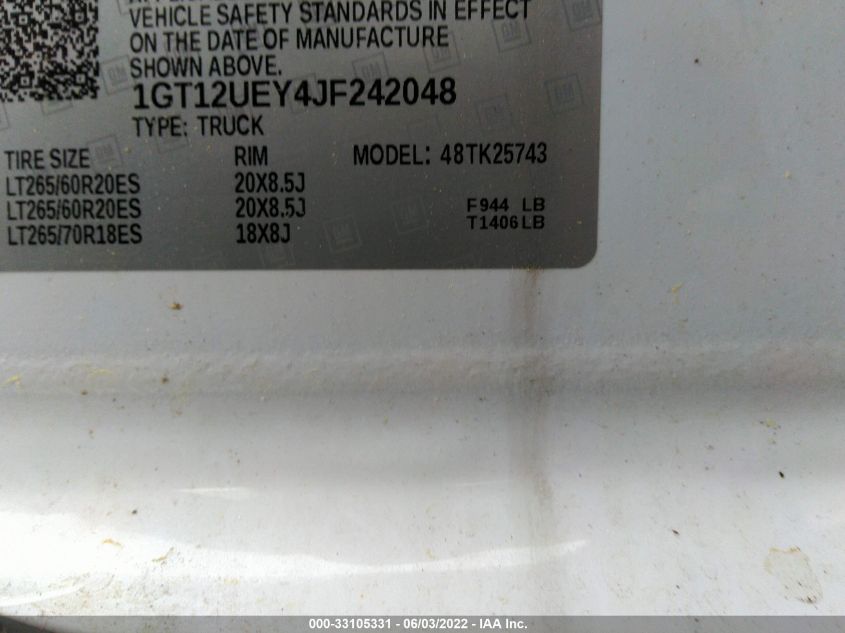 VEHICLE SAFETY STANDARDS IN EFFECT
ON THE DATE OF MANUFACTURE
SHOWN ABOVE.
1GT12UEY4JF242048
TYPE: TRUCK
TIRE SIZE RIM MODEL: 48TK25743
LT265/60R20ES 20X8.5J
LT265/60R20ES 20X8.5J F944 LB
T1406LB
LT265/70R18ES 18X8J
000-33105331 - 06/03/2022 - IAA Inc.